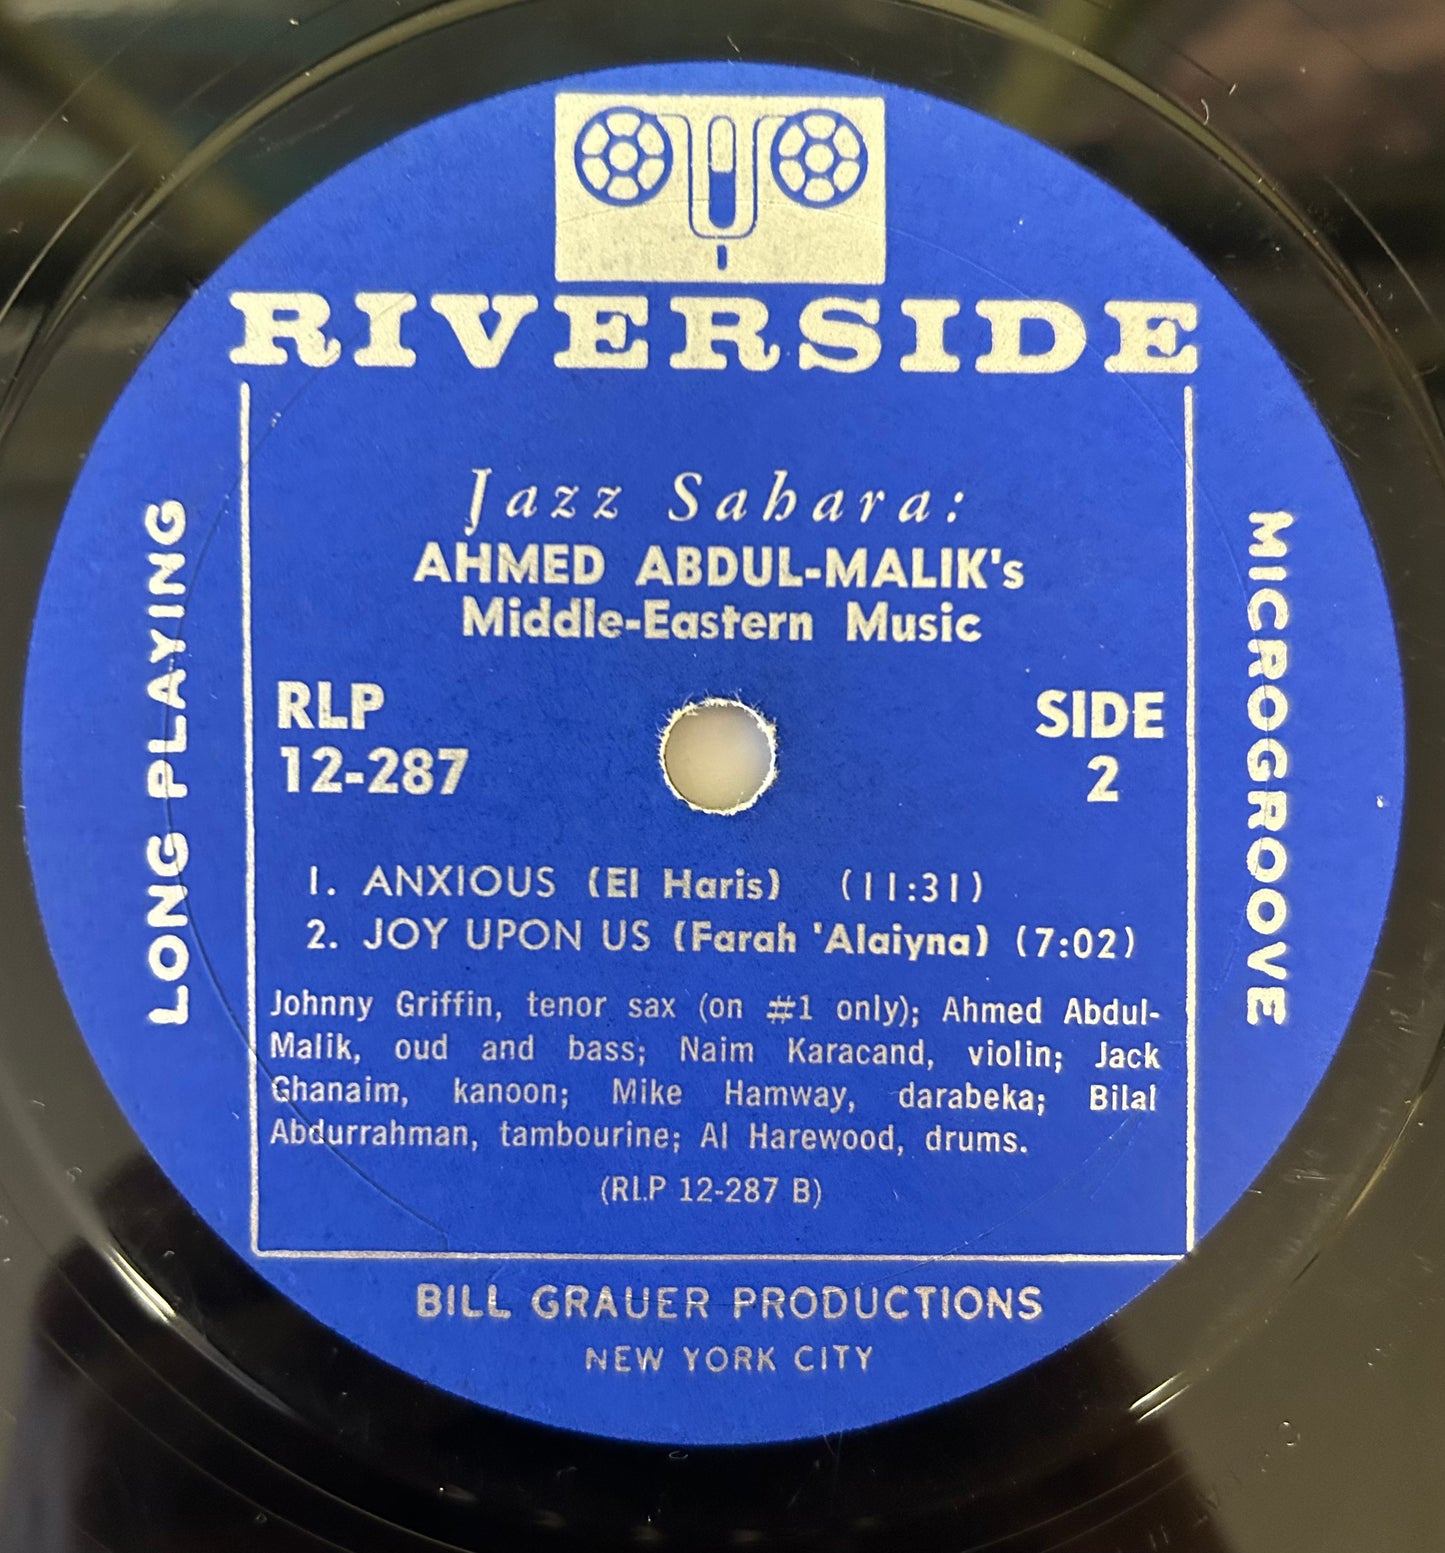 RIVERSIDE
Jazz Sahara:
AHMED ABDUL-MALIK's
Middle-Eastern Music
RLP
12-287
SIDE
2
LONG PLAYING
MICROGROOVE
1. ANXIOUS (El Haris) (11:31)
2. JOY UPON US (Farah 'Alaiyna) (7:02)
Johnny Griffin, tenor sax (on #1 only); Ahmed Abdul-
Malik, oud and bass; Naim Karacand, violin; Jack
Ghanaim, kanoon; Mike Hamway, darabeka; Bilal
Abdurrahman, tambourine; Al Harewood, drums.
(RLP 12-287 B)
BILL GRAUER PRODUCTIONS
NEW YORK CITY